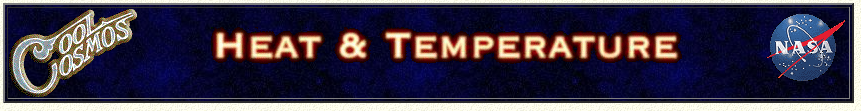 COOL COSMOS
HEAT & TEMPERATURE
NASA